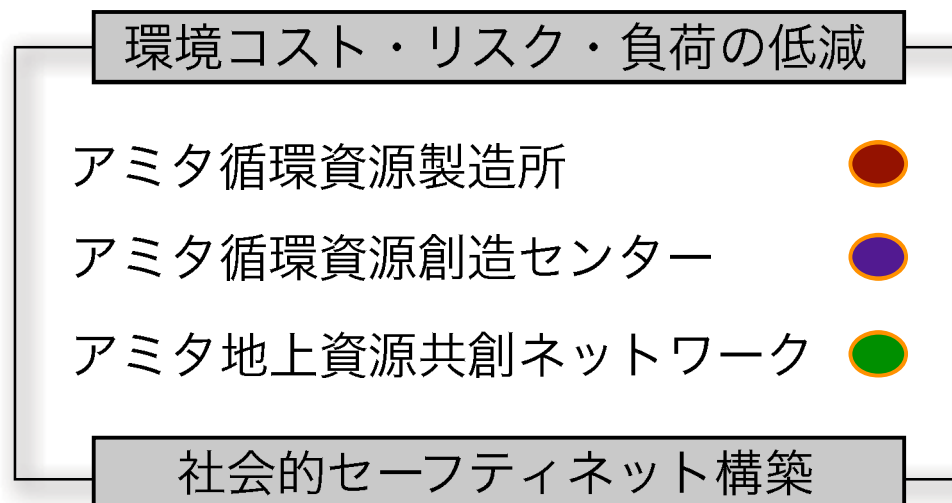 環境コスト・リスク・負荷の低減
アミタ循環資源製造所
アミタ循環資源創造センター
アミタ地上資源共創ネットワーク
社会的セーフティネット構築